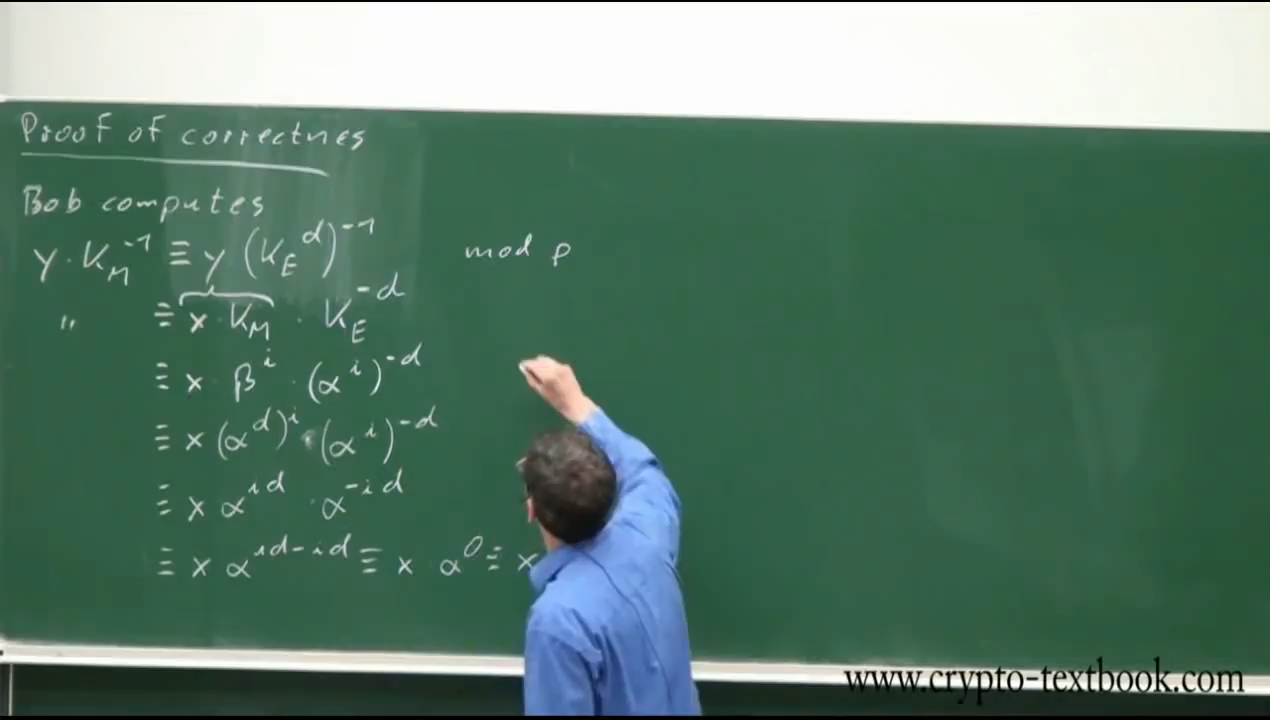 Proof of correctnes
Bob computes
y · K_M^{-1} ≡ y (K_E^d)^{-1} mod p
" ≡ x · K_M · K_E^{-d}
≡ x · β^i · (α^i)^{-d}
≡ x (α^d)^i · (α^i)^{-d}
≡ x α^{id} · α^{-id}
≡ x α^{id-id} ≡ x α^0 ≡ x
www.crypto-textbook.com